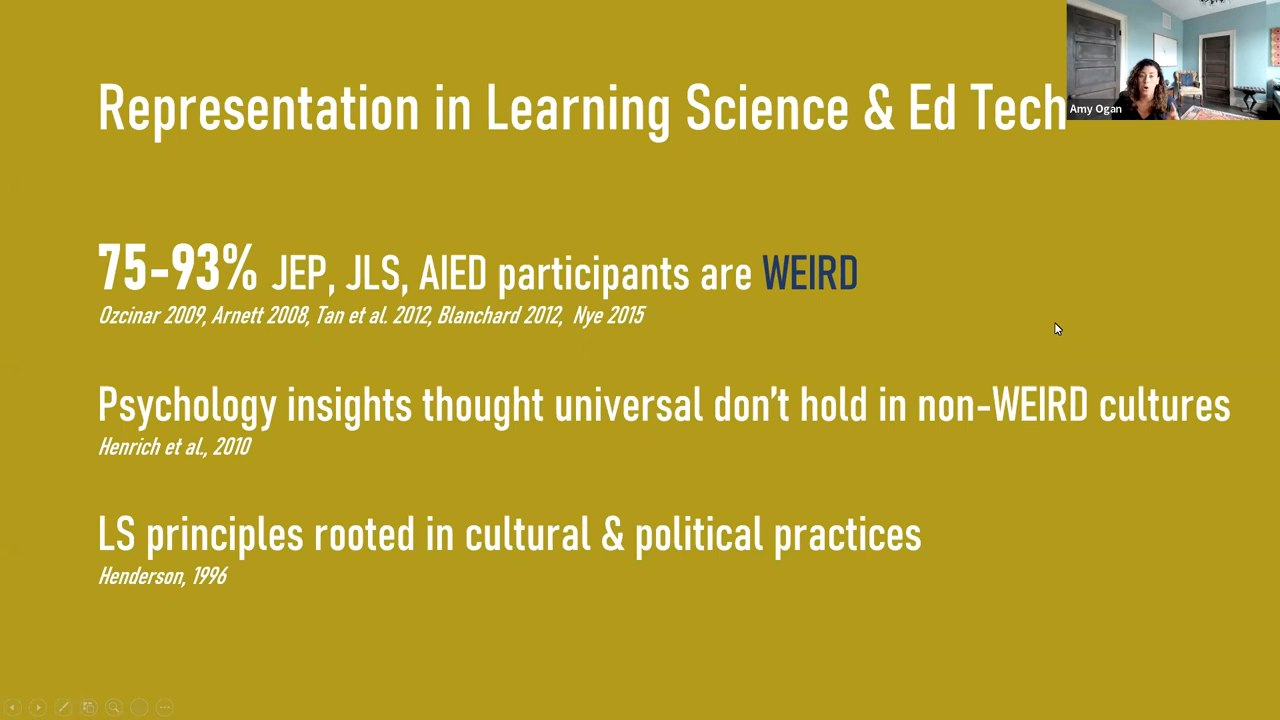 Representation in Learning Science & Ed Tech
Amy Ogan
75-93% JEP, JLS, AIED participants are WEIRD
Ozcinar 2009, Arnett 2008, Tan et al. 2012, Blanchard 2012, Nye 2015
Psychology insights thought universal don't hold in non-WEIRD cultures
Henrich et al., 2010
LS principles rooted in cultural & political practices
Henderson, 1996